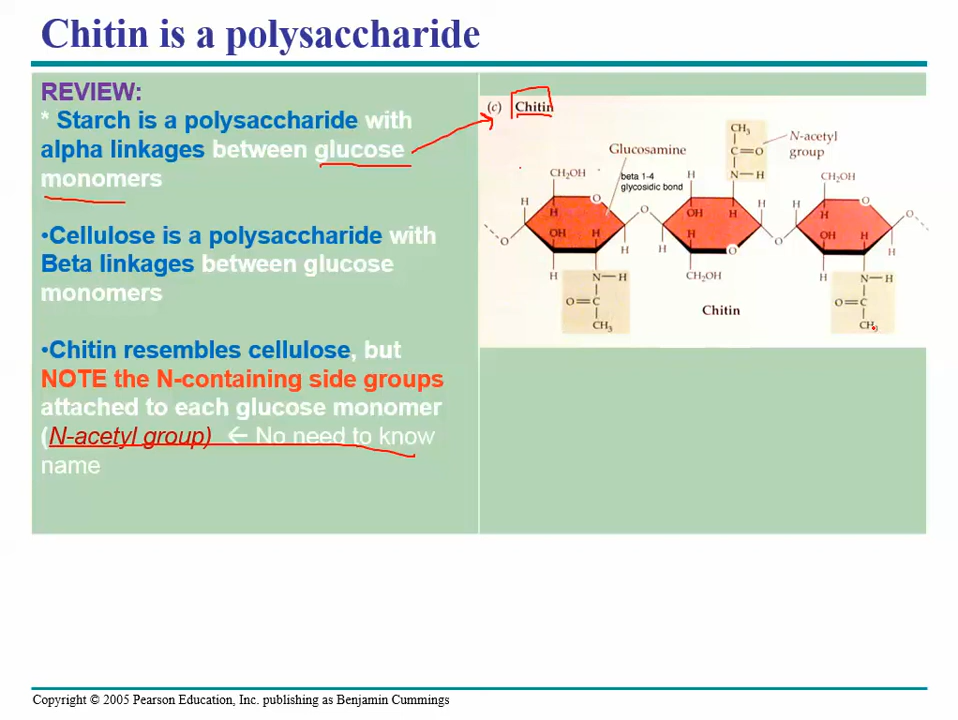 Chitin is a polysaccharide
REVIEW:
* Starch is a polysaccharide with
alpha linkages between glucose
monomers
•Cellulose is a polysaccharide with
Beta linkages between glucose
monomers
•Chitin resembles cellulose, but
NOTE the N-containing side groups
attached to each glucose monomer
(N-acetyl group) ← No need to know
name
(c) Chitin
Glucosamine
beta 1-4
glycosidic bond
N-acetyl
group
CH₃
C=O
N—H
CH₂OH
H
CH₂OH
H
O
H
OH
H
H
O
H
OH
H
H
O
H
O
H
OH
H
H
O
O
H
H
O
H
N—H
O=C
CH₃
CH₂OH
H
N—H
O=C
CH₃
Chitin
Copyright © 2005 Pearson Education, Inc. publishing as Benjamin Cummings